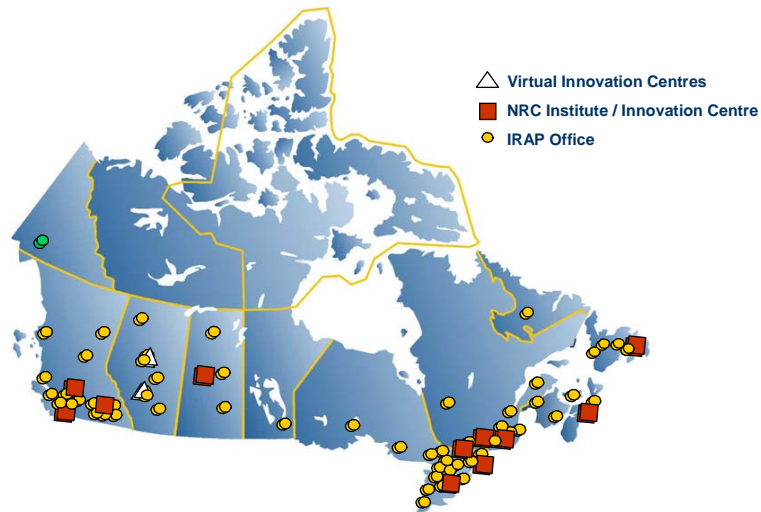 Virtual Innovation Centres
NRC Institute / Innovation Centre
IRAP Office